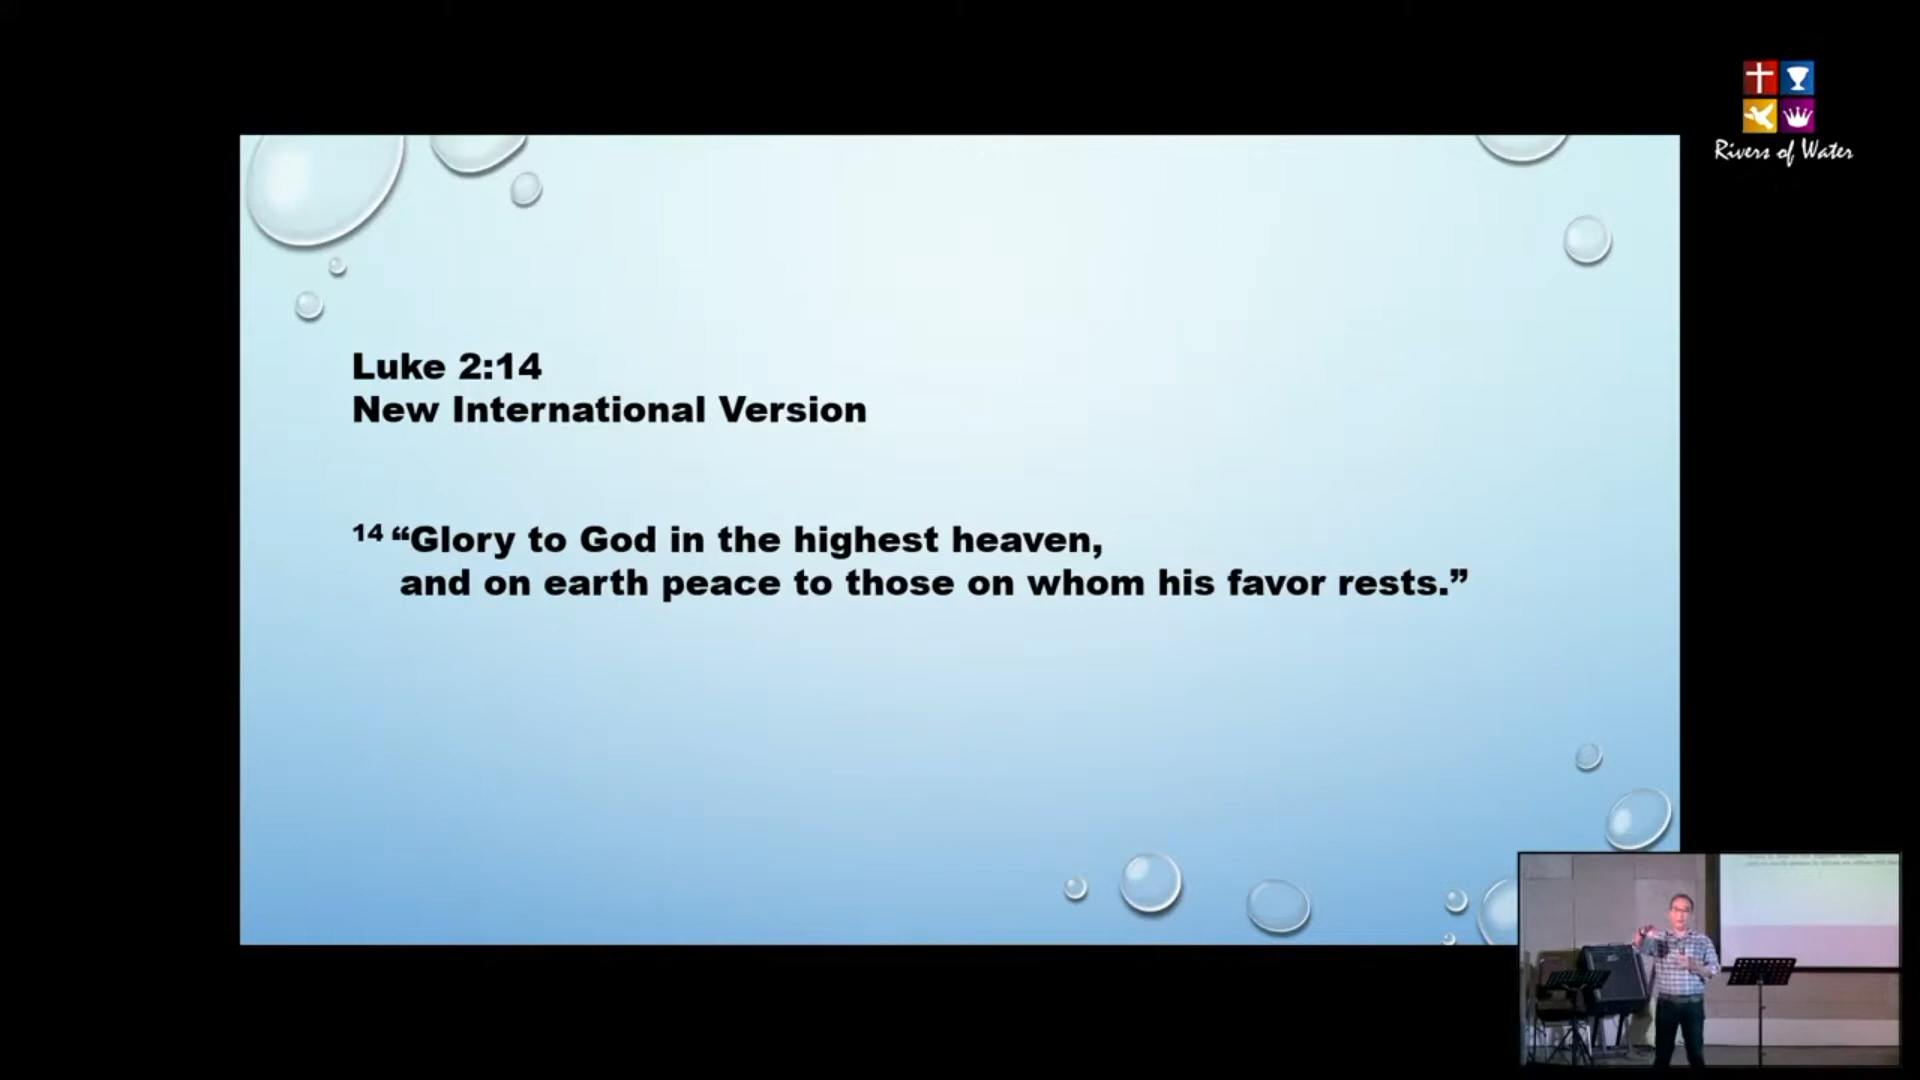 Rivers of Water
Luke 2:14
New International Version
14 “Glory to God in the highest heaven,
and on earth peace to those on whom his favor rests.”